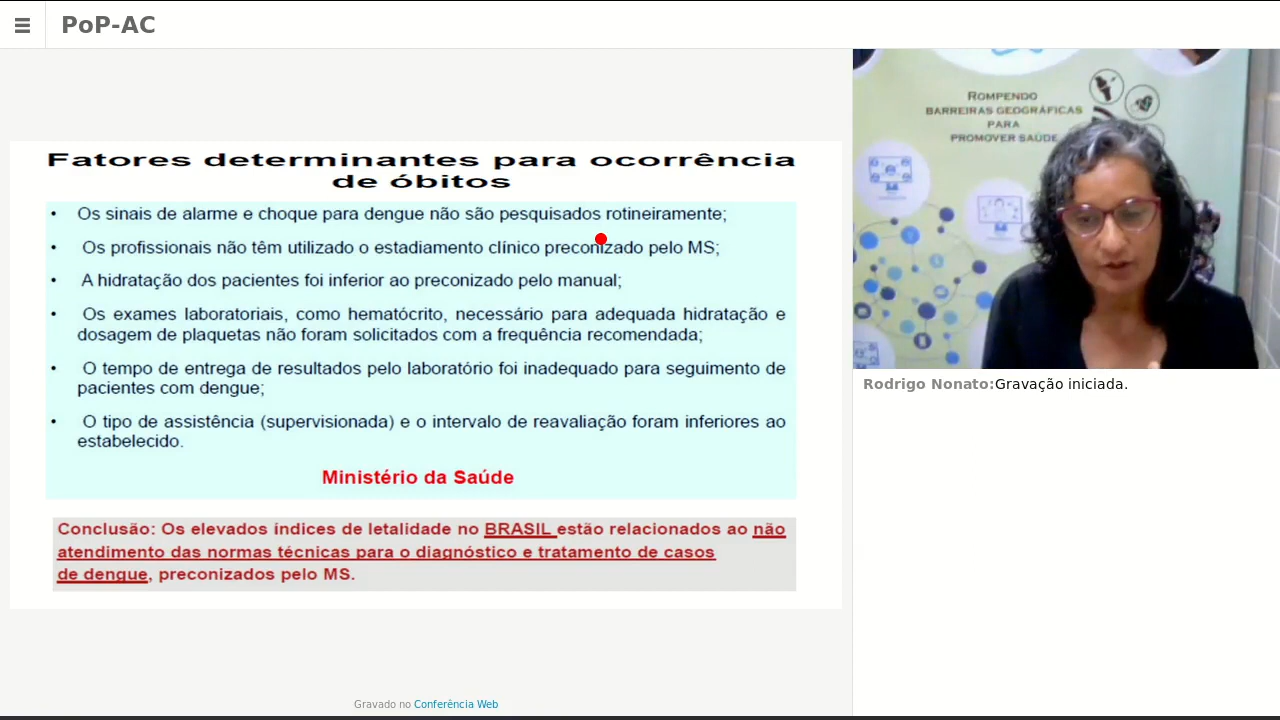 PoP-AC
Fatores determinantes para ocorrência
de óbitos
• Os sinais de alarme e choque para dengue não são pesquisados rotineiramente;
• Os profissionais não têm utilizado o estadiamento clínico preconizado pelo MS;
• A hidratação dos pacientes foi inferior ao preconizado pelo manual;
• Os exames laboratoriais, como hematócrito, necessário para adequada hidratação e
dosagem de plaquetas não foram solicitados com a frequência recomendada;
• O tempo de entrega de resultados pelo laboratório foi inadequado para seguimento de
pacientes com dengue;
• O tipo de assistência (supervisionada) e o intervalo de reavaliação foram inferiores ao
estabelecido.
Ministério da Saúde
Conclusão: Os elevados índices de letalidade no BRASIL estão relacionados ao não
atendimento das normas técnicas para o diagnóstico e tratamento de casos
de dengue, preconizados pelo MS.
Gravado no Conferência Web
ROMPENDO
BARREIRAS GEOGRÁFICAS
PARA
PROMOVER SAÚDE
Rodrigo Nonato:Gravação iniciada.